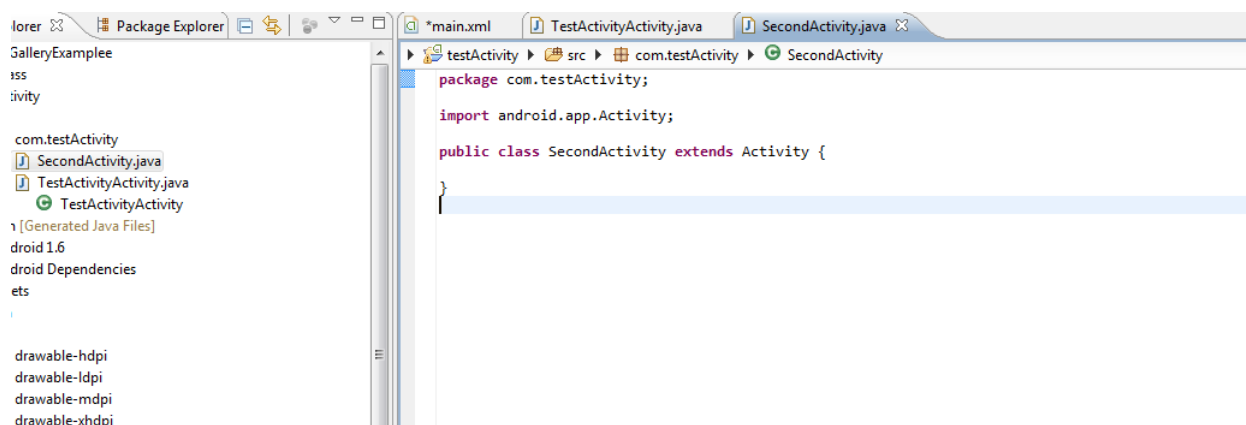 lorer Package Explorer
GalleryExamplee
ass
tivity
com.testActivity
SecondActivity.java
TestActivityActivity.java
TestActivityActivity
[Generated Java Files]
droid 1.6
droid Dependencies
ets
drawable-hdpi
drawable-ldpi
drawable-mdpi
drawable-xhdpi
*main.xml TestActivityActivity.java SecondActivity.java
testActivity src com.testActivity SecondActivity
package com.testActivity;
import android.app.Activity;
public class SecondActivity extends Activity {
}